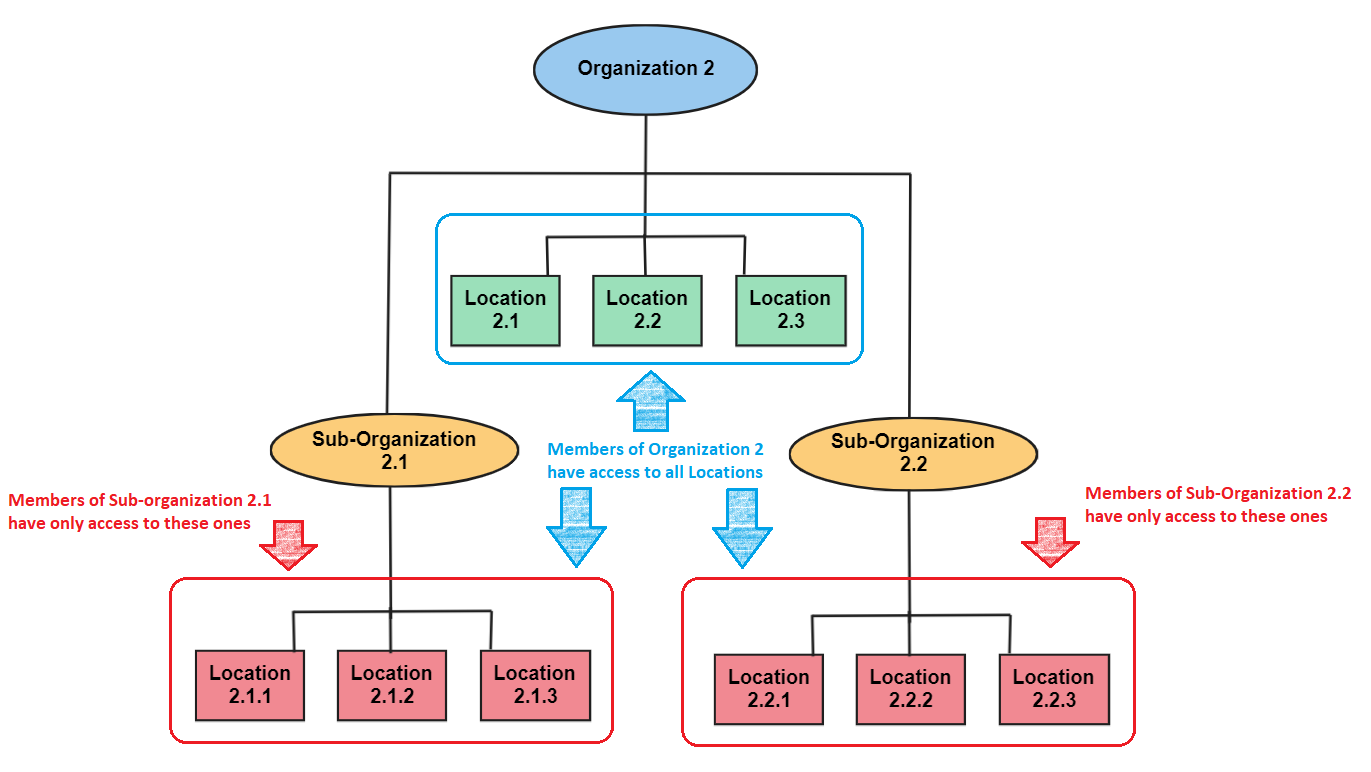 Organization 2
Location
2.1
Location
2.2
Location
2.3
Sub-Organization
2.1
Members of Organization 2
have access to all Locations
Sub-Organization
2.2
Members of Sub-organization 2.1
have only access to these ones
Members of Sub-Organization 2.2
have only access to these ones
Location
2.1.1
Location
2.1.2
Location
2.1.3
Location
2.2.1
Location
2.2.2
Location
2.2.3